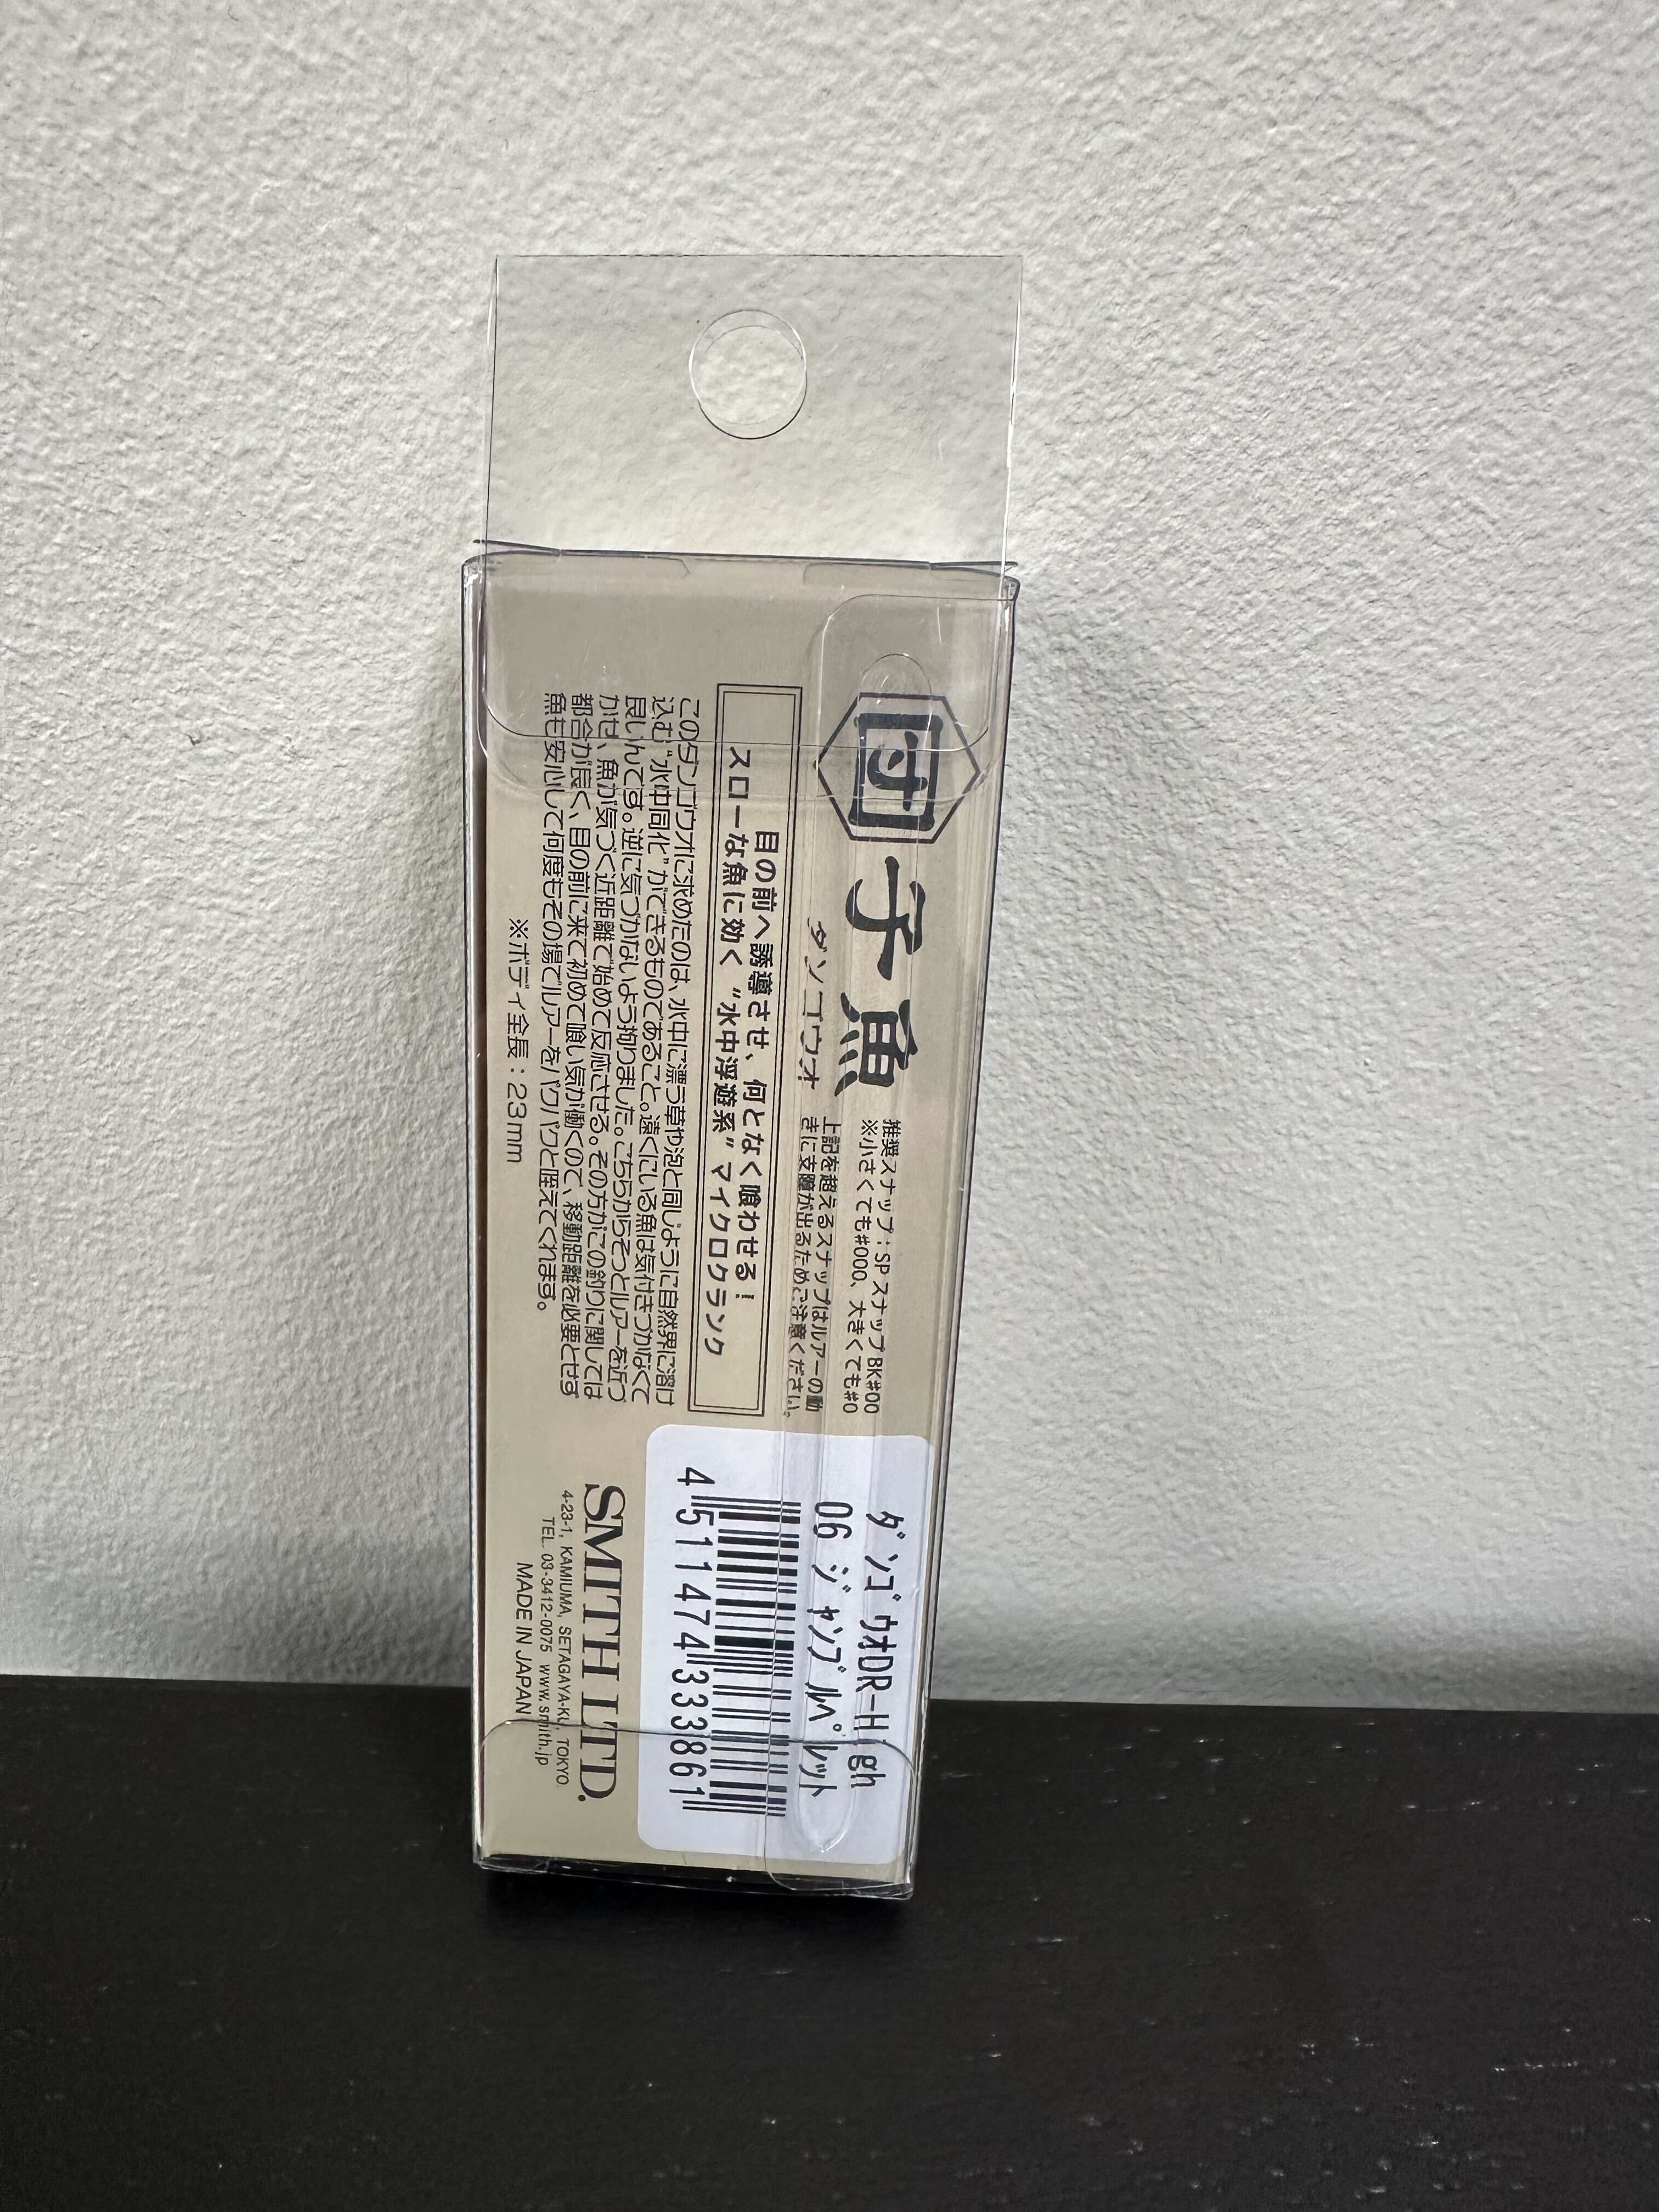 団子魚
ダンゴウオ
推奨スナップ：SP スナップ BK#00
※小さくても#000、大きくても#0
上記を超えるスナップはルアーの動
きに支障が出るためご注意ください。
目の前へ誘導させ、何となく喰わせる！
スローな魚に効く“水中浮遊系”マイクロクランク
このダンゴウオに求めたのは、水中に漂う草や泡と同じように自然界に溶け
込む“水中同化”ができるものであること。遠くにいる魚は気付きづかなくて
良いんです。逆に気づかないよう拘りました。こちらからそっとルアーを近づ
かせ、魚が気づく近距離で始めて反応させる。その方がこの釣りに関しては
都合が良く、目の前に来て初めて喰い気が働くので、移動距離を必要とせず
魚も安心して何度もその場でルアーをパクパクと咥えてくれます。
※ボディ全長：23mm
ﾀﾞﾝｺﾞｳｵDR-High
06 ｼﾞｬﾝﾌﾞﾙﾍﾟﾚｯﾄ
4 511474 333861
SMITH LTD.
4-23-1, KAMIUMA, SETAGAYA-KU, TOKYO
TEL. 03-3412-0075 www.smith.jp
MADE IN JAPAN